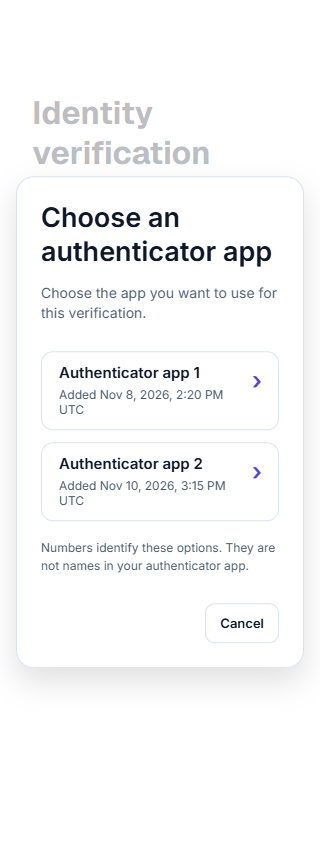 Identity
verification
Choose an
authenticator app
Choose the app you want to use for
this verification.
Authenticator app 1
Added Nov 8, 2026, 2:20 PM
UTC
Authenticator app 2
Added Nov 10, 2026, 3:15 PM
UTC
Numbers identify these options. They are
not names in your authenticator app.
Cancel